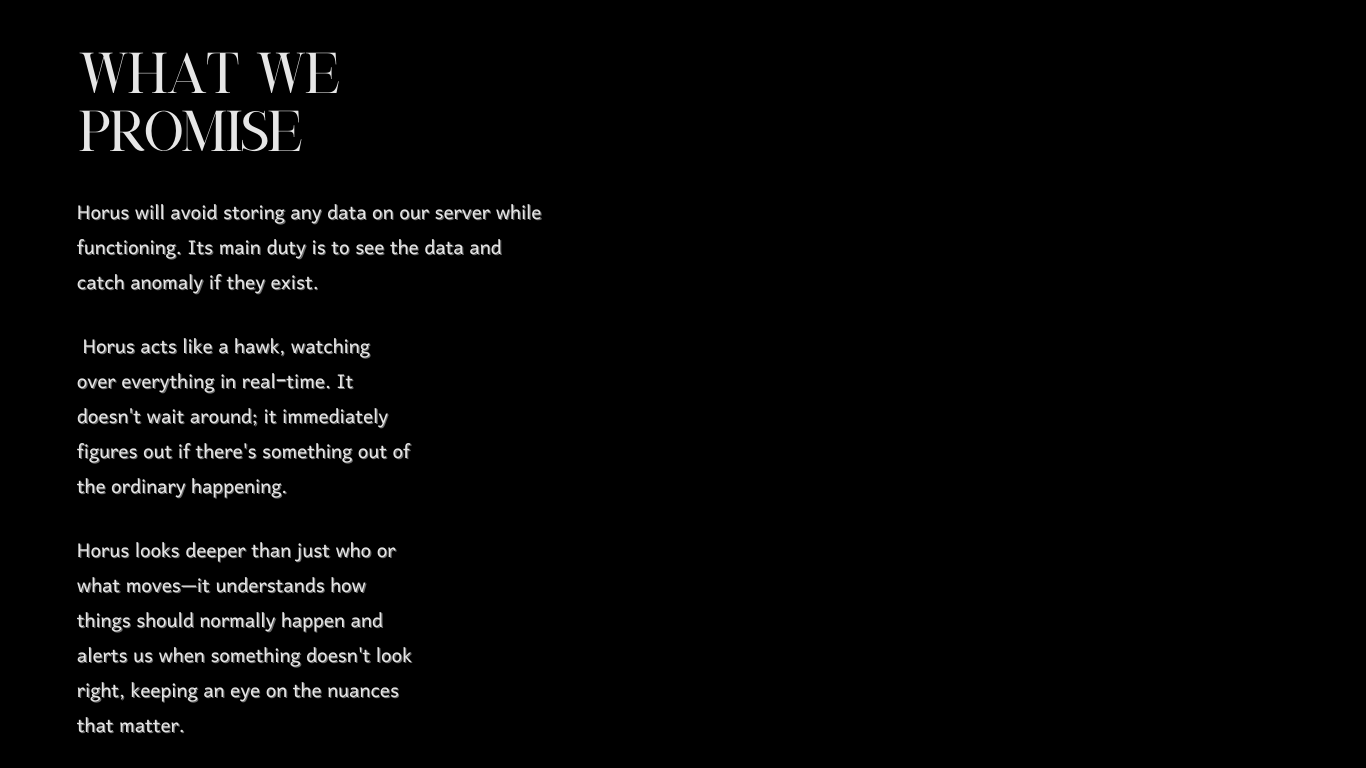 WHAT WE
PROMISE
Horus will avoid storing any data on our server while
functioning. Its main duty is to see the data and
catch anomaly if they exist.
Horus acts like a hawk, watching
over everything in real-time. It
doesn't wait around; it immediately
figures out if there's something out of
the ordinary happening.
Horus looks deeper than just who or
what moves—it understands how
things should normally happen and
alerts us when something doesn't look
right, keeping an eye on the nuances
that matter.